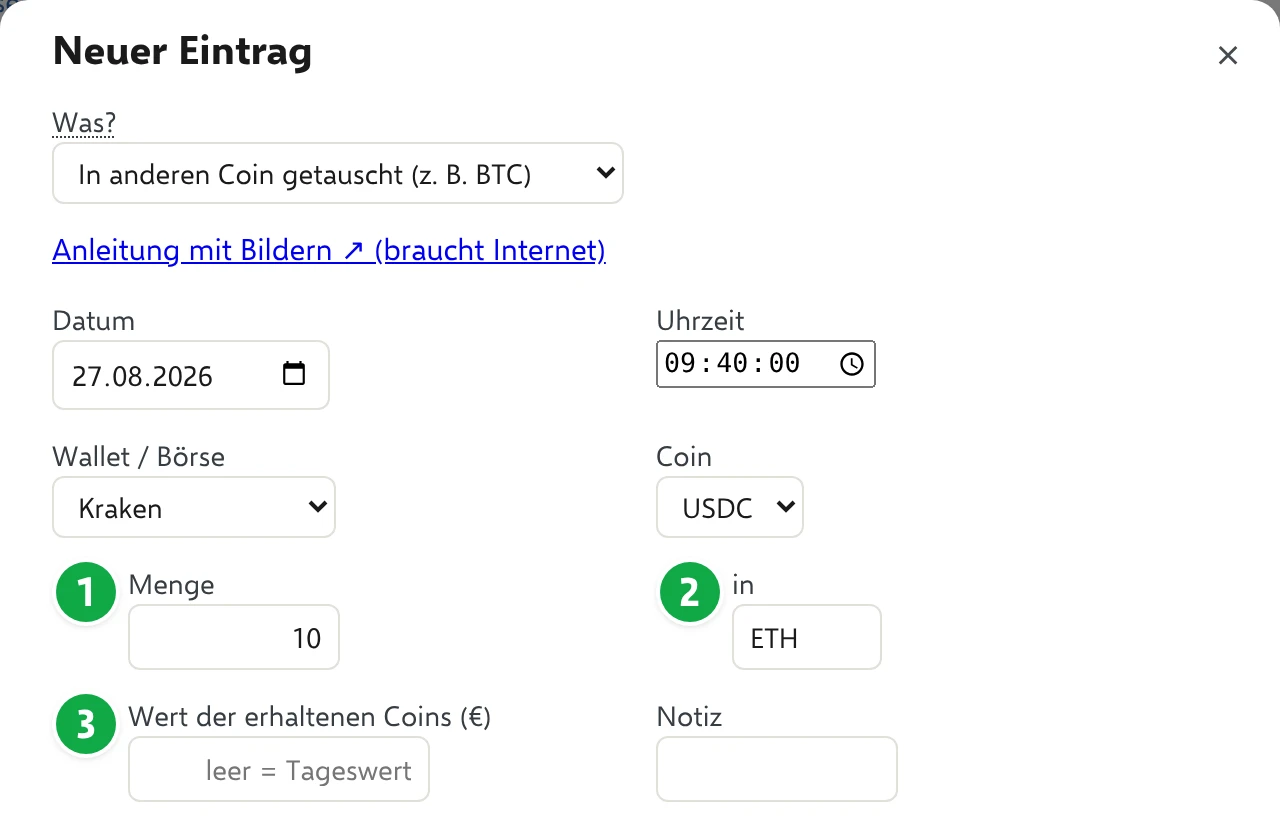 Neuer Eintrag
×
Was?
In anderen Coin getauscht (z. B. BTC)
Anleitung mit Bildern ↗ (braucht Internet)
Datum
Uhrzeit
27.08.2026
09:40:00
Wallet / Börse
Coin
Kraken
USDC
1 Menge
2 in
10
ETH
3 Wert der erhaltenen Coins (€)
Notiz
leer = Tageswert